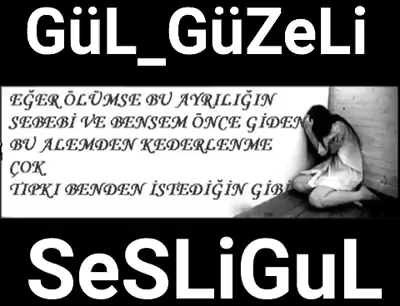 GüL_GüZeLi
EĞER ÖLÜMSE BU AYRILIĞIN
SEBEBİ VE BENSEM ÖNCE GİDEN
BU ALEMDEN KEDERLENME
ÇOK
TIPKI BENDEN İSTEDİĞİN GİBİ
SeSLiGuL